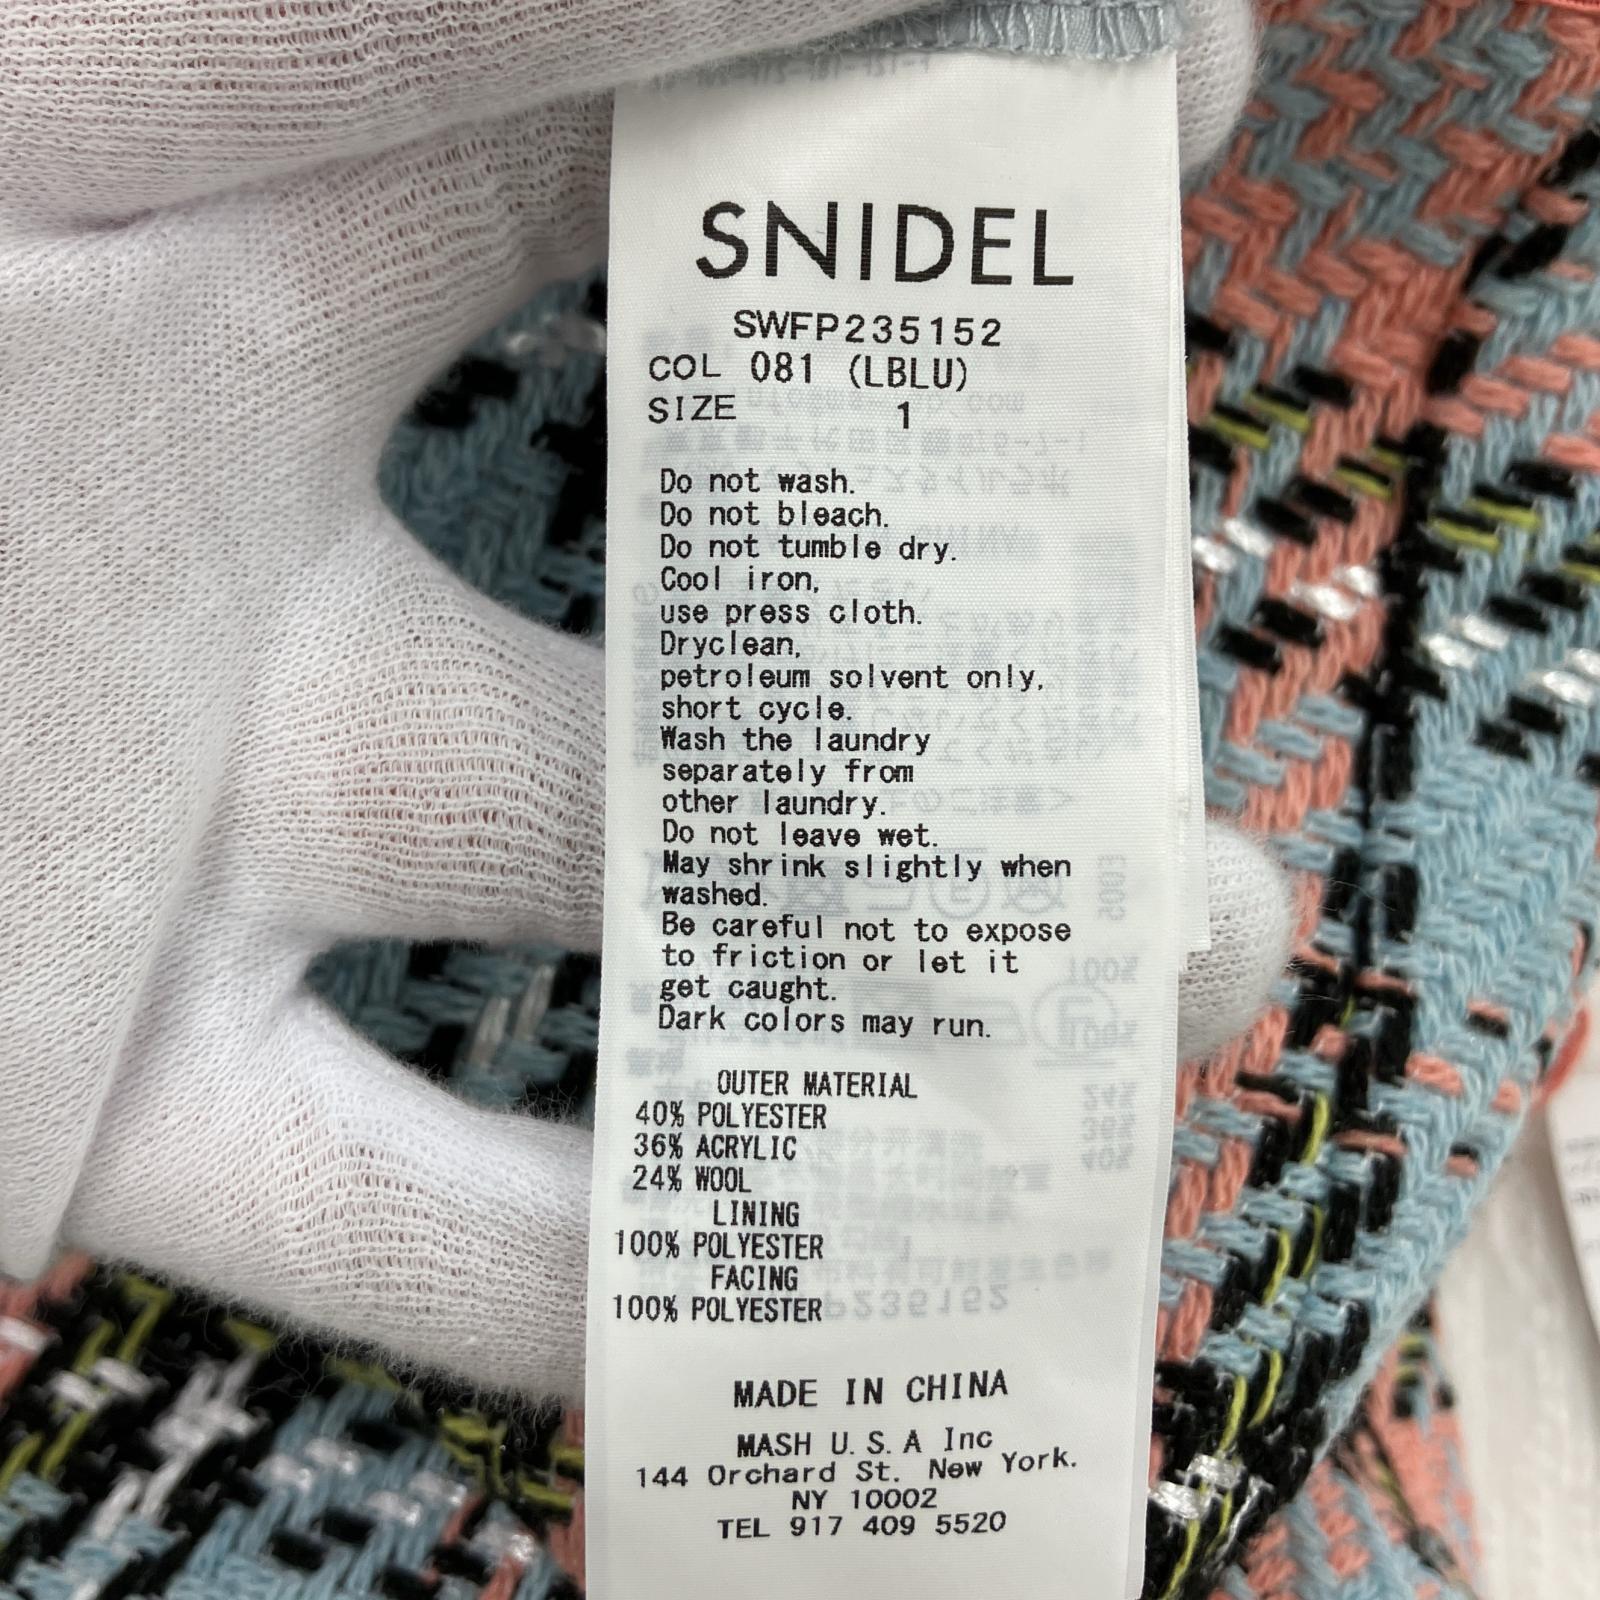 SNIDEL
SWFP235152
COL 081 (LBLU)
SIZE 1
Do not wash.
Do not bleach.
Do not tumble dry.
Cool iron,
use press cloth.
Dryclean,
petroleum solvent only,
short cycle.
Wash the laundry
separately from
other laundry.
Do not leave wet.
May shrink slightly when
washed.
Be careful not to expose
to friction or let it
get caught.
Dark colors may run.
OUTER MATERIAL
40% POLYESTER
36% ACRYLIC
24% WOOL
LINING
100% POLYESTER
FACING
100% POLYESTER
MADE IN CHINA
MASH U.S.A Inc
144 Orchard St. New York.
NY 10002
TEL 917 409 5520